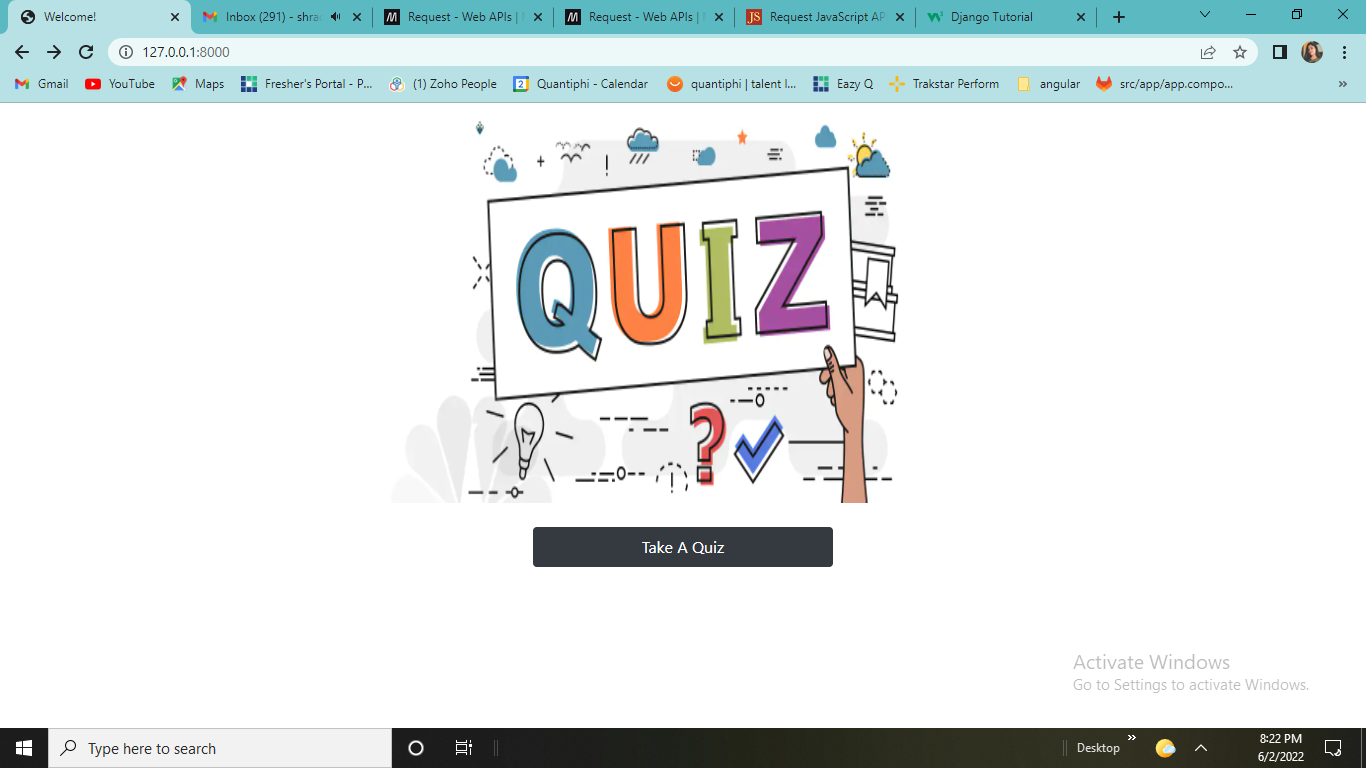 Welcome!
Inbox (291) - shra
Request - Web APIs |
Request - Web APIs |
Request JavaScript AP
Django Tutorial
127.0.0.1:8000
Gmail
YouTube
Maps
Fresher's Portal - P...
(1) Zoho People
2
Quantiphi - Calendar
quantiphi | talent l...
Eazy Q
Trakstar Perform
angular
src/app/app.compo...
QUIZ
?
Take A Quiz
Activate Windows
Go to Settings to activate Windows.
Type here to search
Desktop
8:22 PM
6/2/2022